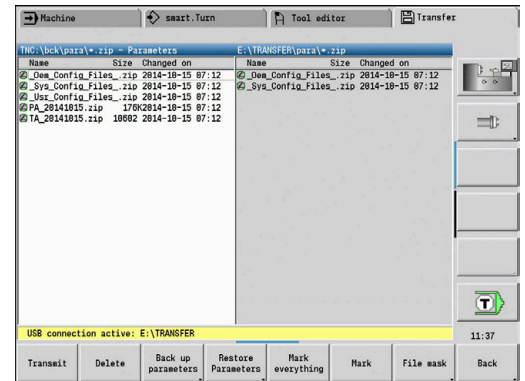 Machine
smart.Turn
Tool editor
Transfer
TNC:\bck\para\*.zip - Parameters
E:\TRANSFER\para\*.zip
Name Size Changed on
Name Size Changed on
_Oem_Config_Files_.zip 2014-10-15 07:12
_Oem_Config_Files_.zip 2014-10-15 07:12
_Sys_Config_Files_.zip 2014-10-15 07:12
_Sys_Config_Files_.zip 2014-10-15 07:12
_Usr_Config_Files_.zip 2014-10-15 07:12
PA_20141015.zip 176K2014-10-15 07:12
TA_20141015.zip 10602 2014-10-15 07:12
T
USB connection active: E:\TRANSFER
11:37
Transmit
Delete
Back up parameters
Restore Parameters
Mark everything
Mark
File mask
Back